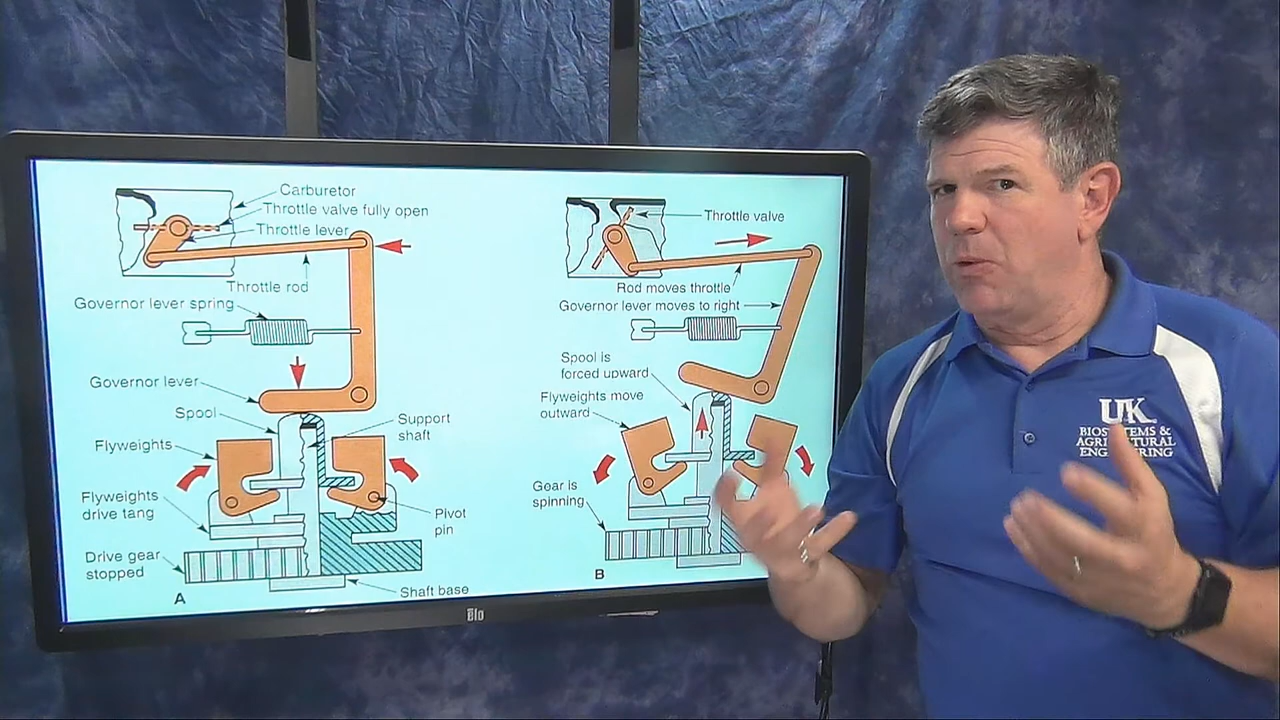 Carburetor
Throttle valve fully open
Throttle lever
Throttle rod
Governor lever spring
Governor lever
Spool
Support
shaft
Flyweights
Flyweights
drive tang
Pivot
pin
Drive gear
stopped
Shaft base
A
Throttle valve
Rod moves throttle
Governor lever moves to right
Spool is
forced upward
Flyweights move
outward
Gear is
spinning
B
elo
UK
BIOSYSTEMS &
AGRICULTURAL
ENGINEERING